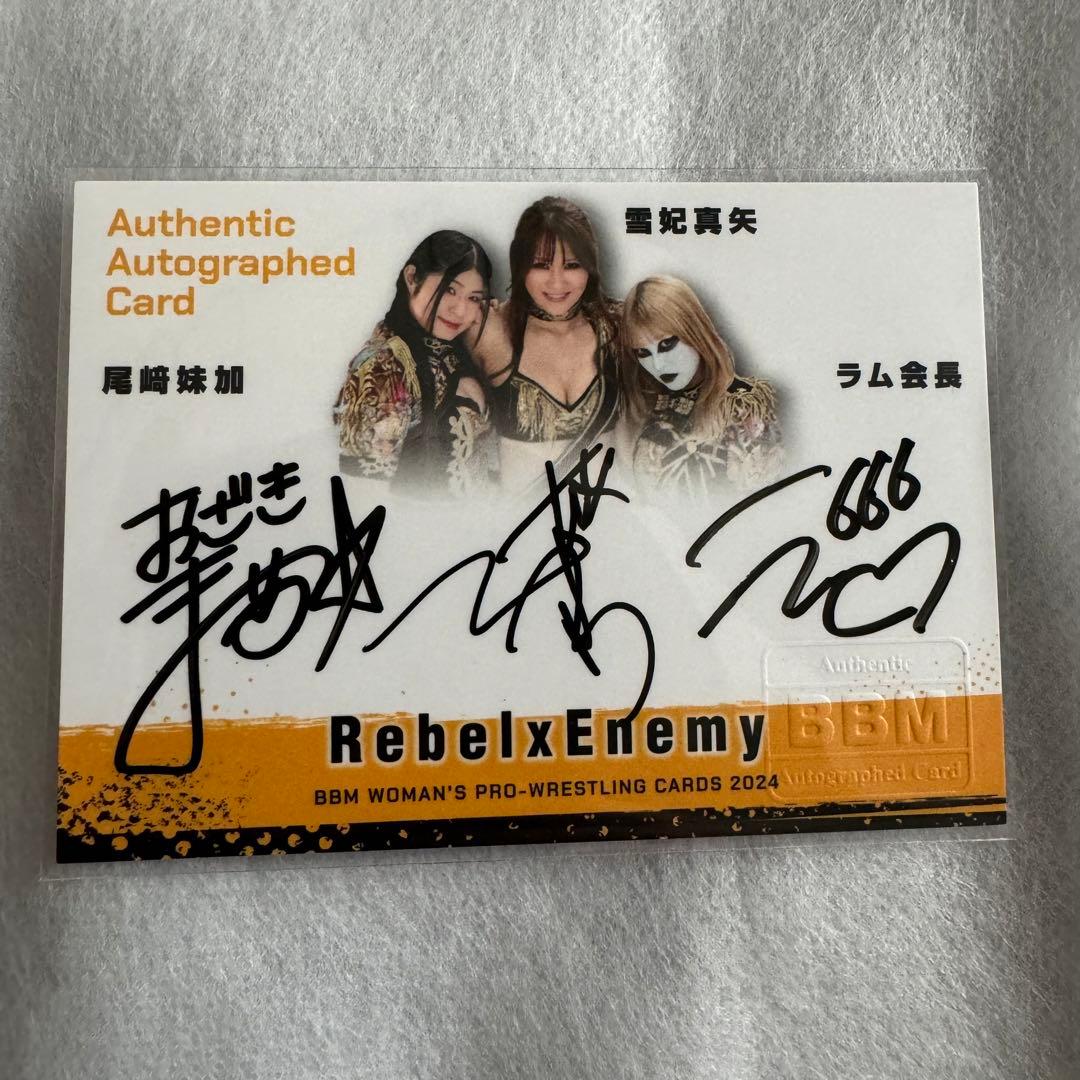 Authentic
Autographed
Card
雪妃真矢
尾﨑妹加
ラム会長
おざき
666
RebelxEnemy
BBM WOMAN'S PRO-WRESTLING CARDS 2024
Authentic
BBM
Autographed Card